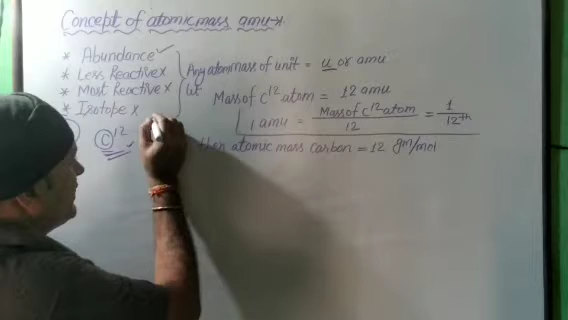 Concept of atomic mass amu →
* Abundance ✓
* Less Reactive x
* Most Reactive x
* Isotope x
C12
Any atom mass of unit = u or amu
Let
Mass of C12 atom = 12 amu
1 amu = Mass of C12 atom / 12 = 1 / 12th
then atomic mass carbon = 12 gm/mol